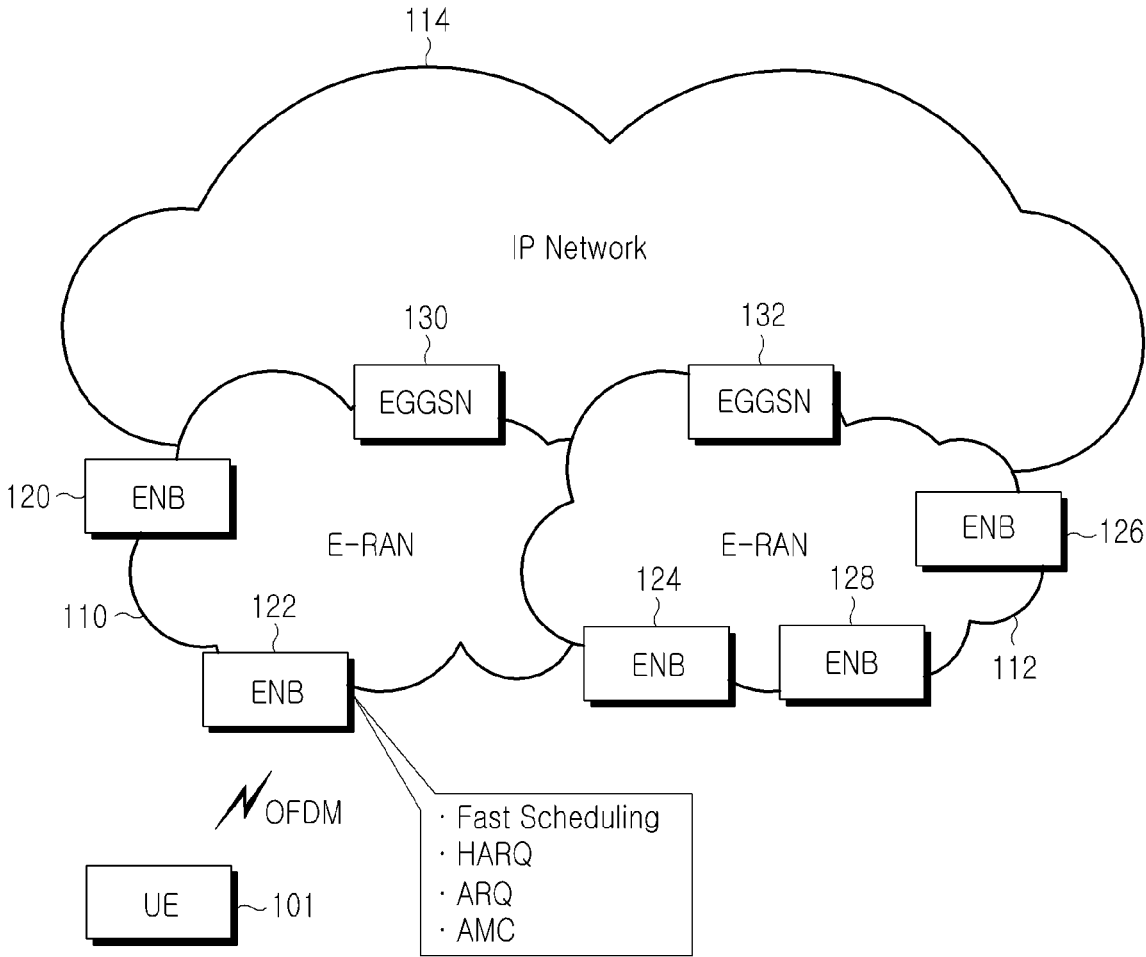 114
IP Network
130
132
EGGSN
EGGSN
120
ENB
ENB
126
E-RAN
E-RAN
110
122
124
128
112
ENB
ENB
ENB
OFDM
· Fast Scheduling
· HARQ
· ARQ
· AMC
UE
101